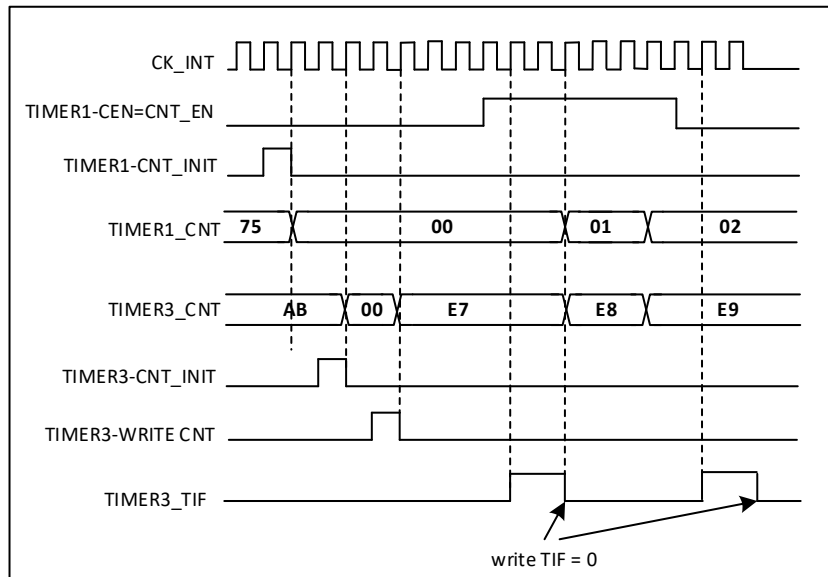 CK_INT
TIMER1-CEN=CNT_EN
TIMER1-CNT_INIT
TIMER1_CNT 75 00 01 02
TIMER3_CNT AB 00 E7 E8 E9
TIMER3-CNT_INIT
TIMER3-WRITE CNT
TIMER3_TIF
write TIF = 0